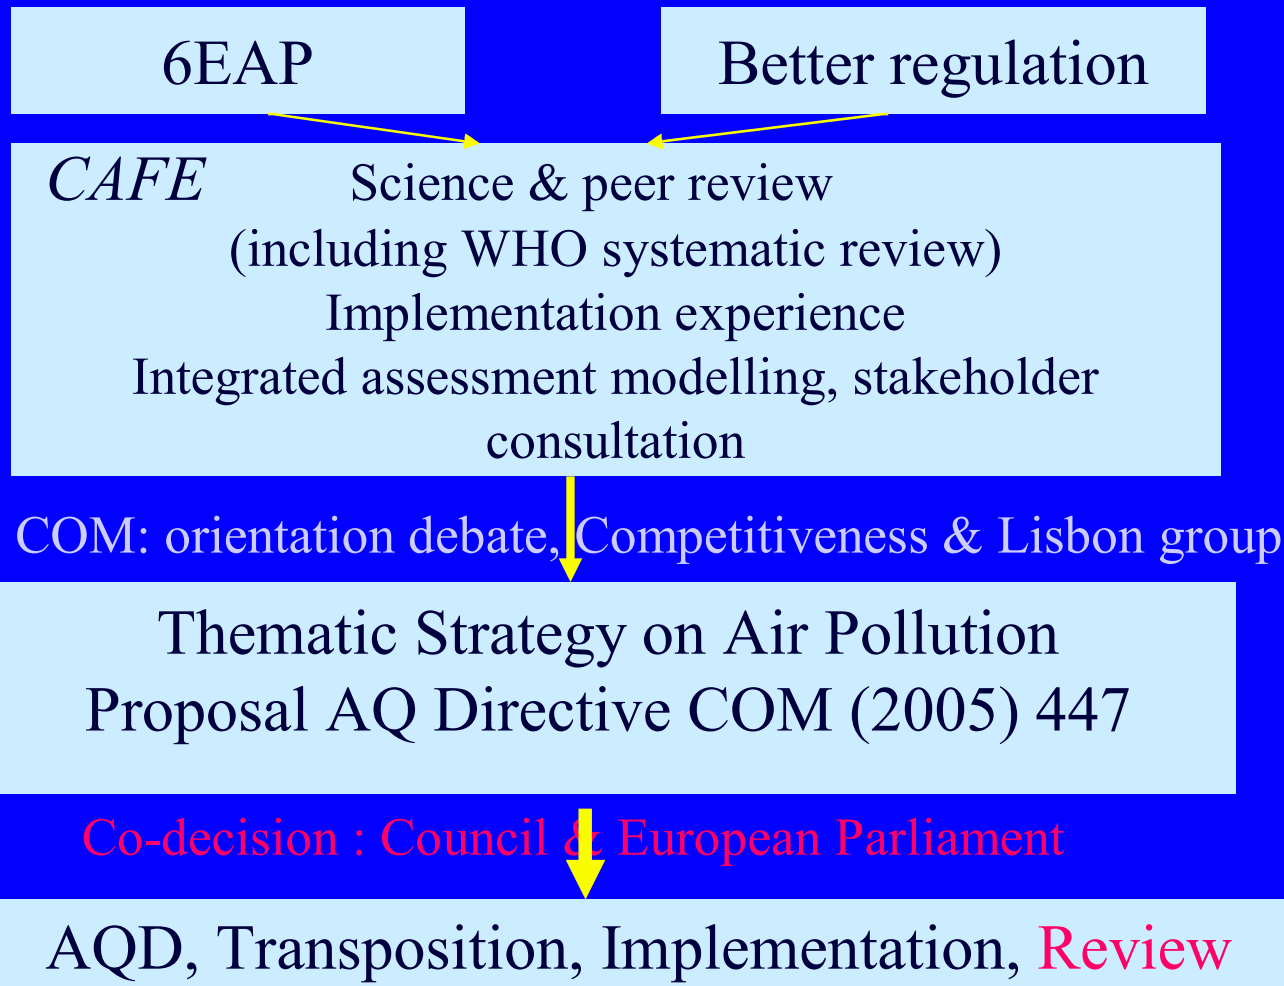 6EAP
Better regulation
CAFE Science & peer review
(including WHO systematic review)
Implementation experience
Integrated assessment modelling, stakeholder
consultation
COM: orientation debate, Competitiveness & Lisbon group
Thematic Strategy on Air Pollution
Proposal AQ Directive COM (2005) 447
Co-decision : Council & European Parliament
AQD, Transposition, Implementation, Review